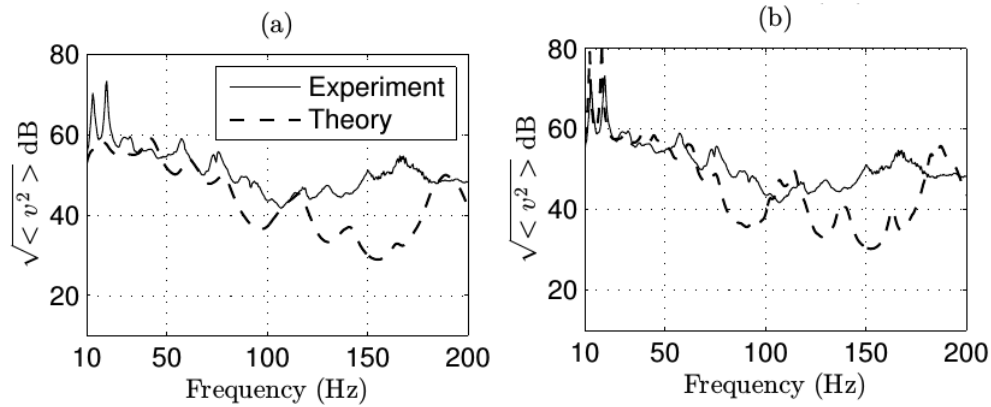 (a)
80
60
40
20
√< v² > dB
Experiment
Theory
10 50 100 150 200
Frequency (Hz)
(b)
80
60
40
20
√< v² > dB
10 50 100 150 200
Frequency (Hz)